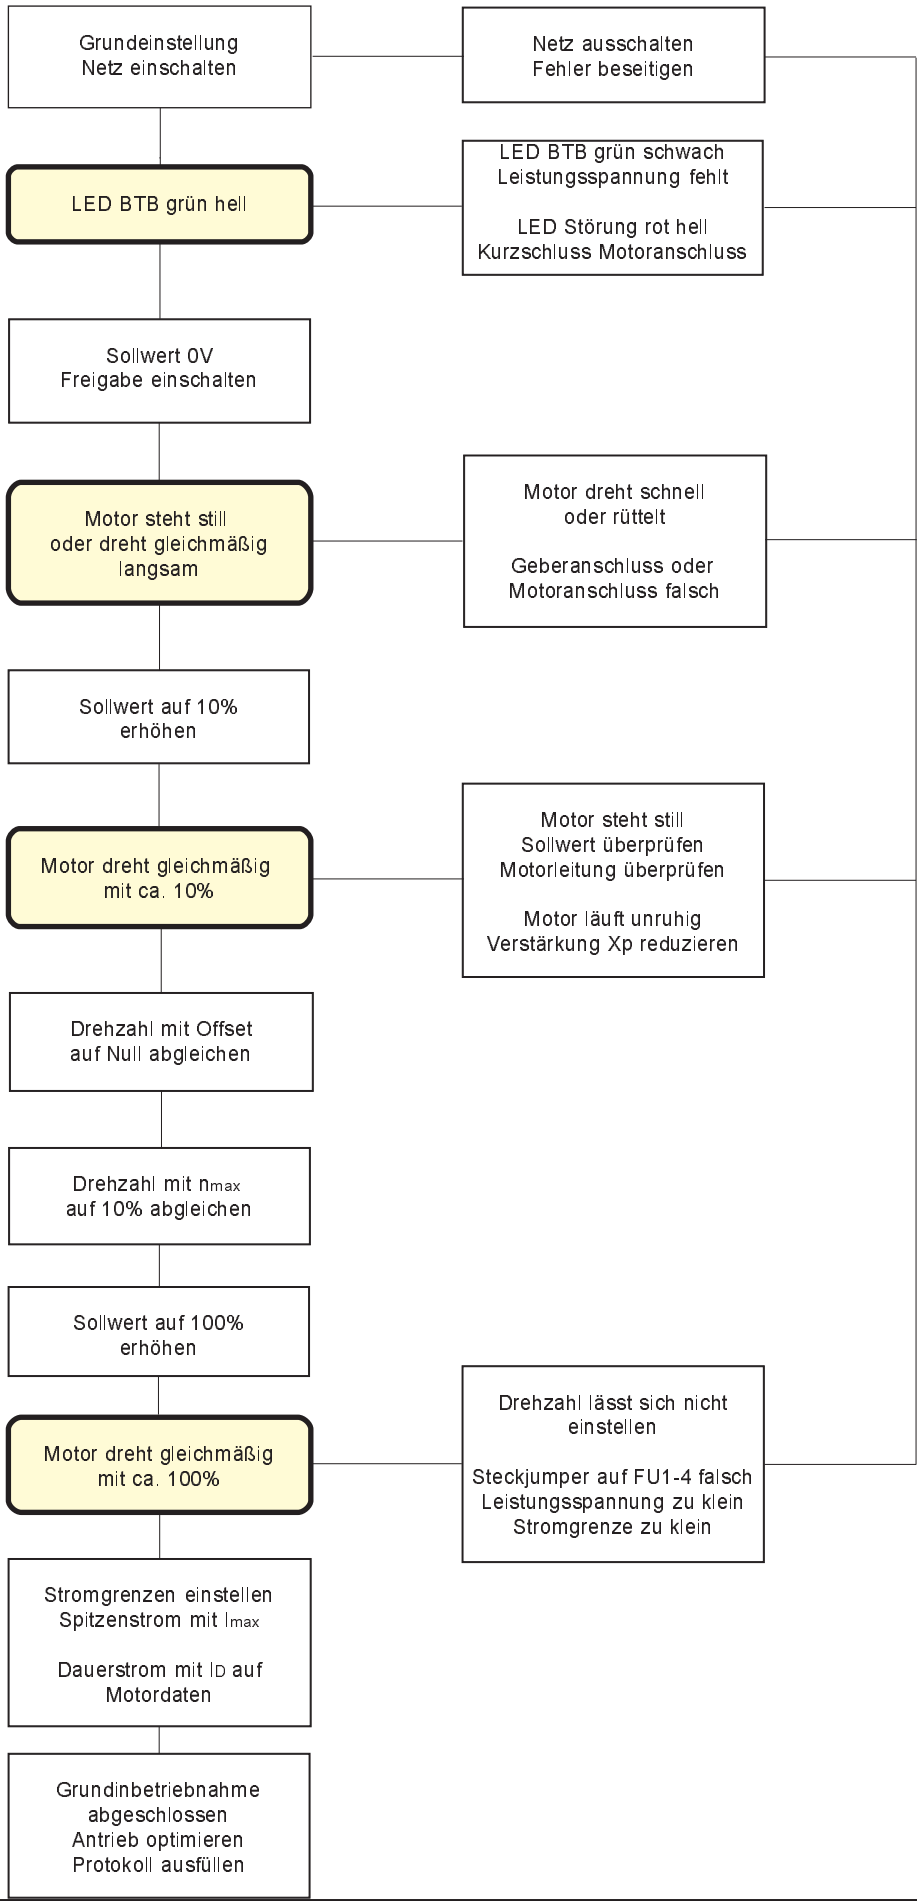 Grundeinstellung
Netz einschalten
Netz ausschalten
Fehler beseitigen
LED BTB grün hell
LED BTB grün schwach
Leistungsspannung fehlt
LED Störung rot hell
Kurzschluss Motoranschluss
Sollwert 0V
Freigabe einschalten
Motor steht still
oder dreht gleichmäßig
langsam
Motor dreht schnell
oder rüttelt
Geberanschluss oder
Motoranschluss falsch
Sollwert auf 10%
erhöhen
Motor dreht gleichmäßig
mit ca. 10%
Motor steht still
Sollwert überprüfen
Motorleitung überprüfen
Motor läuft unruhig
Verstärkung Xp reduzieren
Drehzahl mit Offset
auf Null abgleichen
Drehzahl mit nmax
auf 10% abgleichen
Sollwert auf 100%
erhöhen
Motor dreht gleichmäßig
mit ca. 100%
Drehzahl lässt sich nicht
einstellen
Steckjumper auf FU1-4 falsch
Leistungsspannung zu klein
Stromgrenze zu klein
Stromgrenzen einstellen
Spitzenstrom mit Imax
Dauerstrom mit ID auf
Motordaten
Grundinbetriebnahme
abgeschlossen
Antrieb optimieren
Protokoll ausfüllen